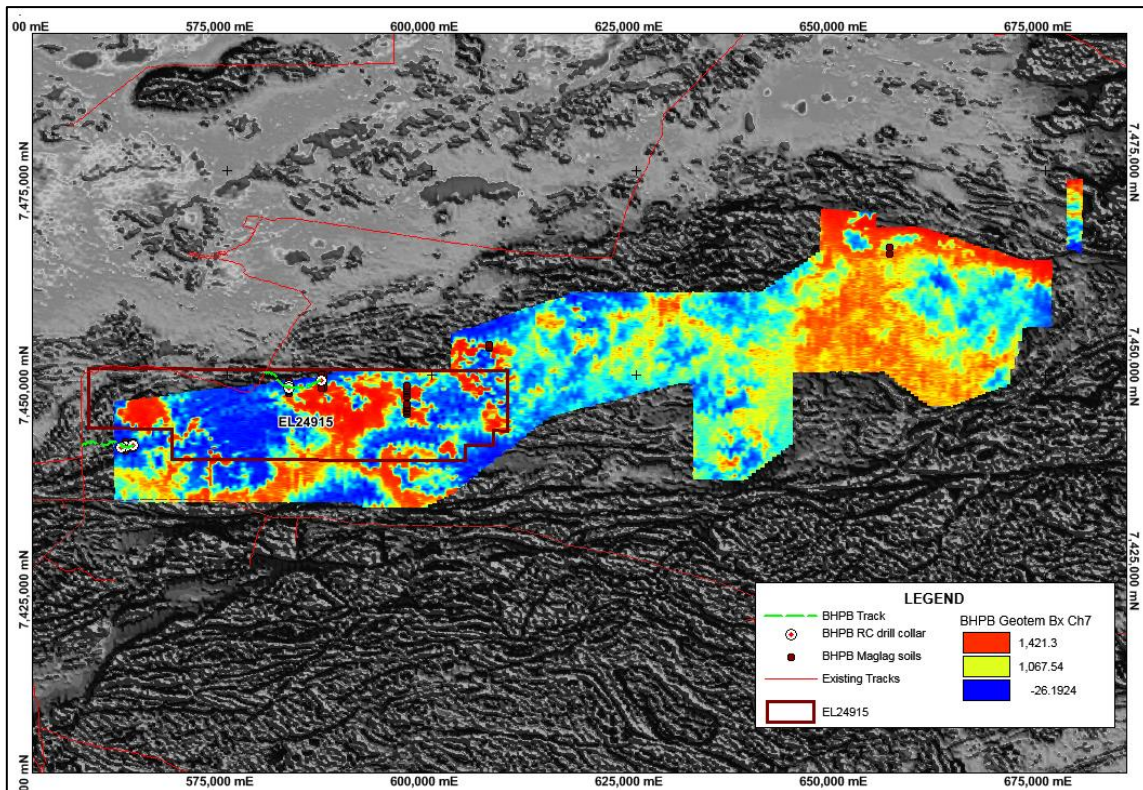 00 mE
575,000 mE
600,000 mE
625,000 mE
650,000 mE
675,000 mE
7,475,000 mN
7,475,000 mN
7,450,000 mN
7,450,000 mN
7,425,000 mN
7,425,000 mN
EL24915
LEGEND
BHPB Track
BHPB RC drill collar
BHPB Maglag soils
Existing Tracks
EL24915
BHPB Geotem Bx Ch7
1,421.3
1,067.54
-26.1924
00 mN
00 mE
575,000 mE
600,000 mE
625,000 mE
650,000 mE
675,000 mE